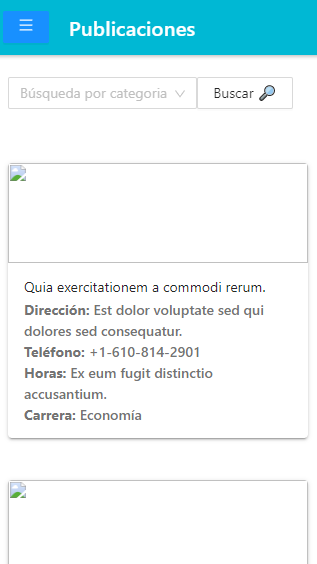 Publicaciones
Búsqueda por categoria
Buscar 🔎
Quia exercitationem a commodi rerum.
Dirección: Est dolor voluptate sed qui
dolores sed consequatur.
Teléfono: +1-610-814-2901
Horas: Ex eum fugit distinctio
accusantium.
Carrera: Economía